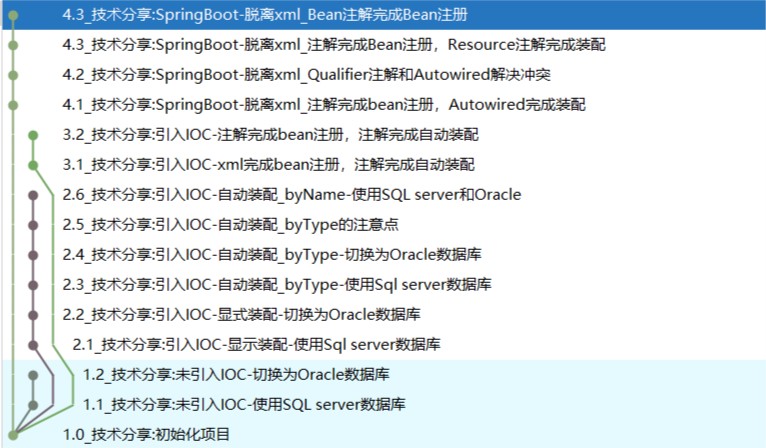 4.3_技术分享:SpringBoot-脱离xml_Bean注解完成Bean注册
4.3_技术分享:SpringBoot-脱离xml_注解完成Bean注册，Resource注解完成装配
4.2_技术分享:SpringBoot-脱离xml_Qualifier注解和Autowired解决冲突
4.1_技术分享:SpringBoot-脱离xml_注解完成bean注册，Autowired完成装配
3.2_技术分享:引入IOC-注解完成bean注册，注解完成自动装配
3.1_技术分享:引入IOC-xml完成bean注册，注解完成自动装配
2.6_技术分享:引入IOC-自动装配_byName-使用SQL server和Oracle
2.5_技术分享:引入IOC-自动装配_byType的注意点
2.4_技术分享:引入IOC-自动装配_byType-切换为Oracle数据库
2.3_技术分享:引入IOC-自动装配_byType-使用Sql server数据库
2.2_技术分享:引入IOC-显式装配-切换为Oracle数据库
2.1_技术分享:引入IOC-显示装配-使用Sql server数据库
1.2_技术分享:未引入IOC-切换为Oracle数据库
1.1_技术分享:未引入IOC-使用SQL server数据库
1.0_技术分享:初始化项目